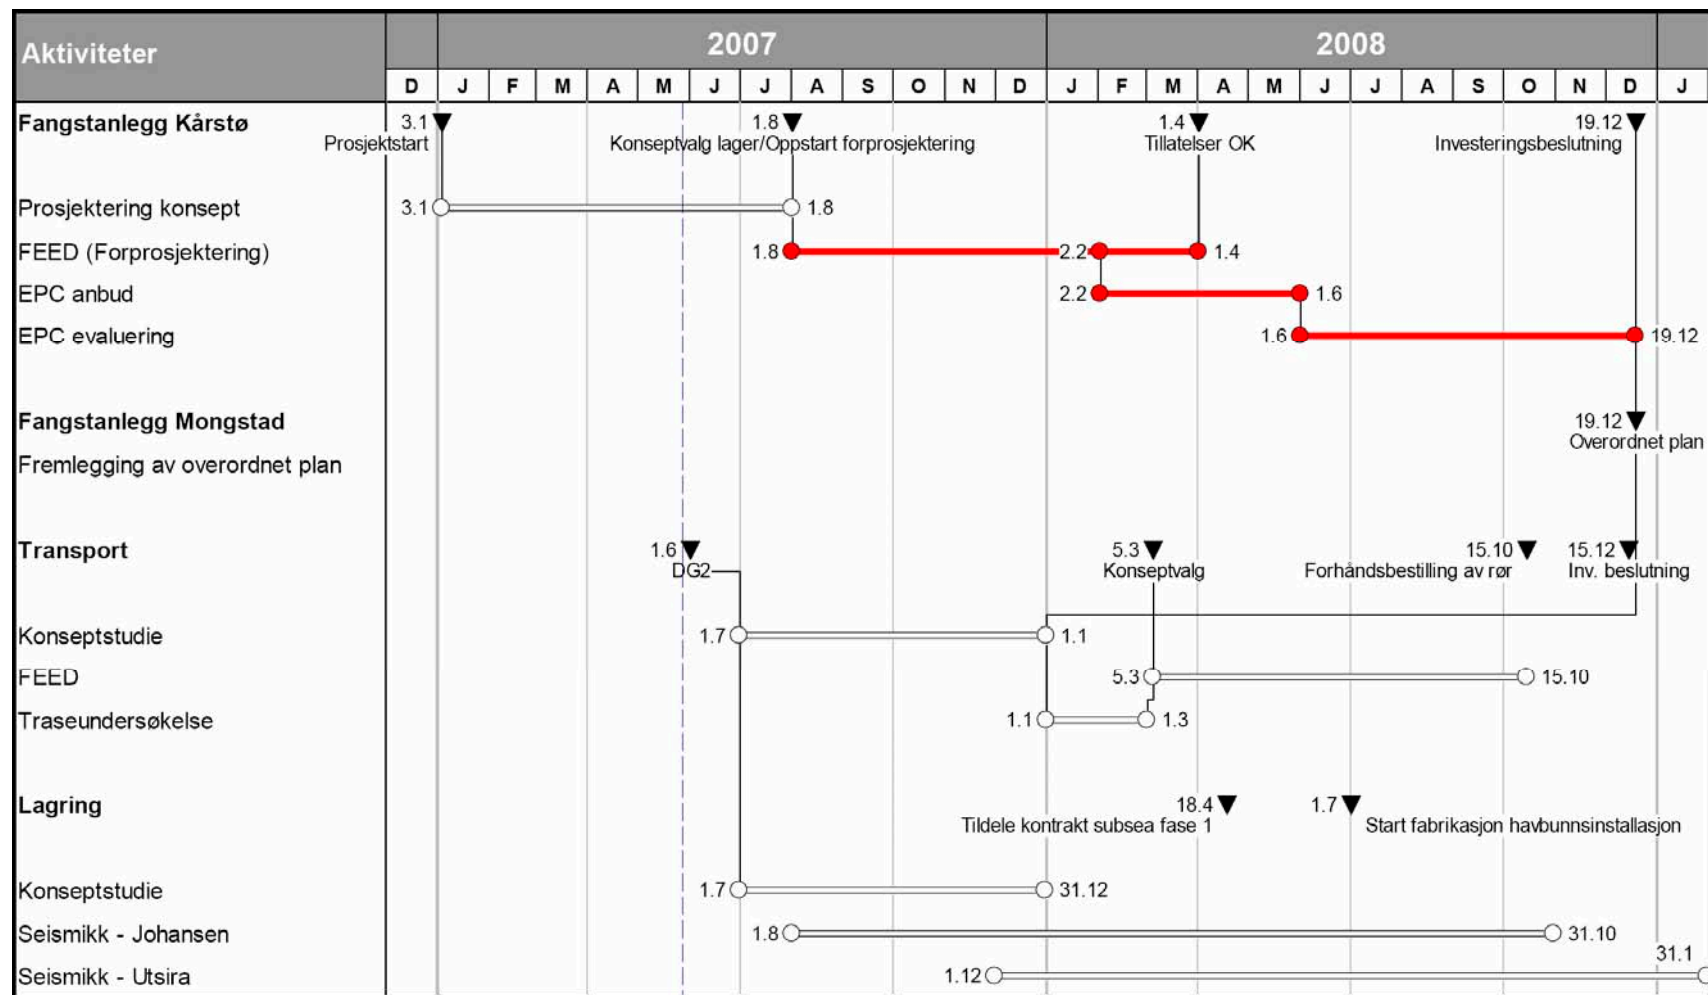 Aktiviteter 2007 2008
D J F M A M J J A S O N D J F M A M J J A S O N D J
Fangstanlegg Kårstø 3.1 1.8 1.4 19.12
Prosjektstart Konseptvalg lager/Oppstart forprosjektering Tillatelser OK Investeringsbeslutning
Prosjektering konsept 3.1 1.8
FEED (Forprosjektering) 1.8 2.2 1.4
EPC anbud 2.2 1.6
EPC evaluering 1.6 19.12
Fangstanlegg Mongstad 19.12
Overordnet plan
Fremlegging av overordnet plan
Transport 1.6 5.3 15.10 15.12
DG2 Konseptvalg Forhåndsbestilling av rør Inv. beslutning
Konseptstudie 1.7 1.1
FEED 5.3 15.10
Traseundersøkelse 1.1 1.3
Lagring 18.4 1.7
Tildele kontrakt subsea fase 1 Start fabrikasjon havbunnsinstallasjon
Konseptstudie 1.7 31.12
Seismikk - Johansen 1.8 31.10
31.1
Seismikk - Utsira 1.12